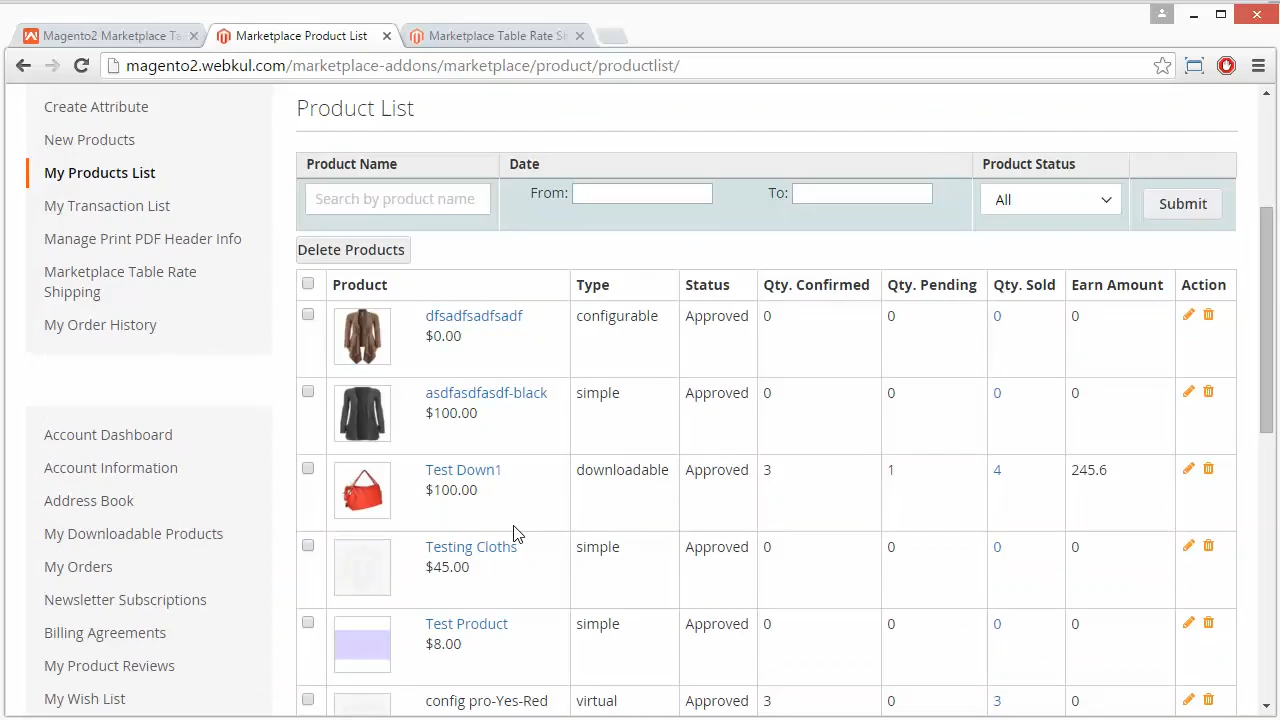 Magento2 Marketplace Ta
Marketplace Product List
Marketplace Table Rate Sh
magento2.webkul.com/marketplace-addons/marketplace/product/productlist/
Create Attribute
New Products
My Products List
My Transaction List
Manage Print PDF Header Info
Marketplace Table Rate
Shipping
My Order History
Account Dashboard
Account Information
Address Book
My Downloadable Products
My Orders
Newsletter Subscriptions
Billing Agreements
My Product Reviews
My Wish List
Product List
Product Name Date Product Status
Search by product name From: To: All Submit
Delete Products
Product Type Status Qty. Confirmed Qty. Pending Qty. Sold Earn Amount Action
dfsadfsadfsadf configurable Approved 0 0 0 0
$0.00
asdfasdfasdf-black simple Approved 0 0 0 0
$100.00
Test Down1 downloadable Approved 3 1 4 245.6
$100.00
Testing Cloths simple Approved 0 0 0 0
$45.00
Test Product simple Approved 0 0 0 0
$8.00
config pro-Yes-Red virtual Approved 3 0 3 0